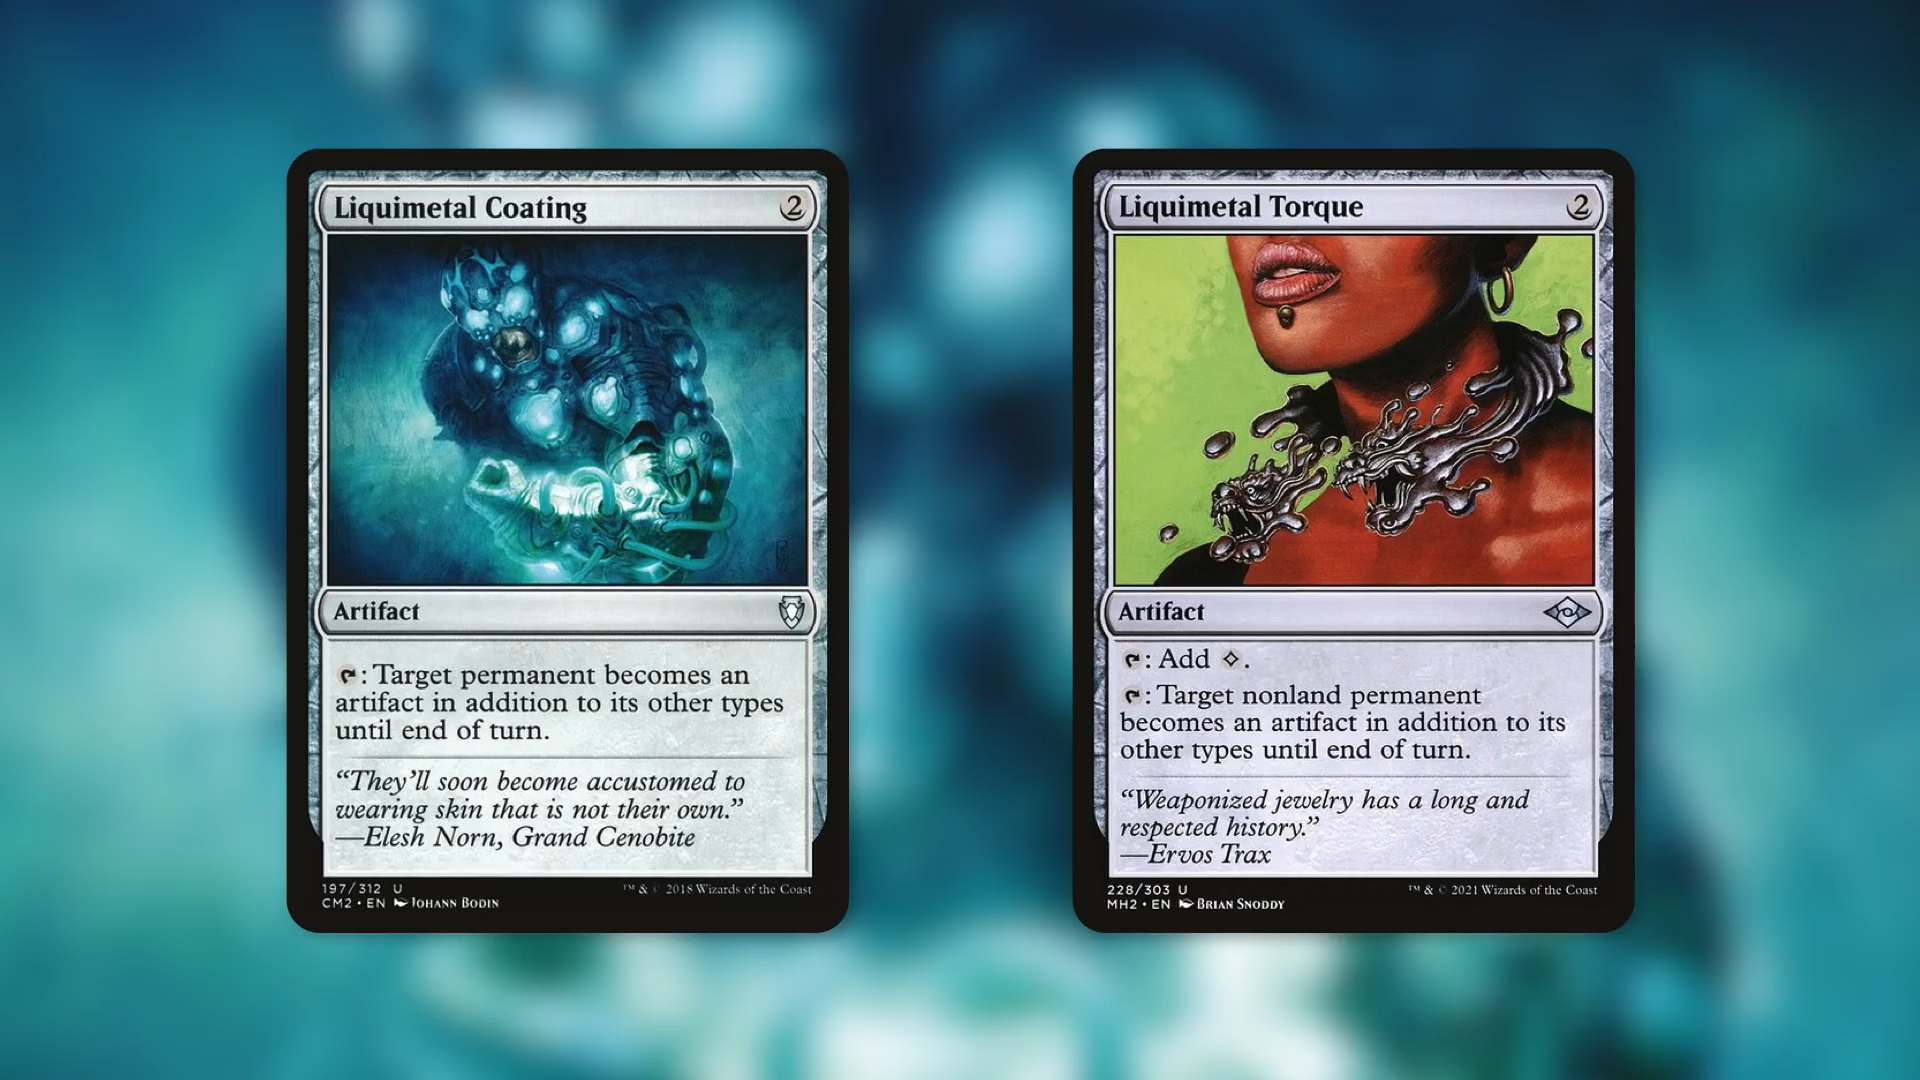 Liquimetal Coating 2
Artifact
: Target permanent becomes an
artifact in addition to its other types
until end of turn.
“They’ll soon become accustomed to
wearing skin that is not their own.”
—Elesh Norn, Grand Cenobite
197/312 U
™ & © 2018 Wizards of the Coast
CM2 • EN Johann Bodin
Liquimetal Torque 2
Artifact
: Add .
: Target nonland permanent
becomes an artifact in addition to its
other types until end of turn.
“Weaponized jewelry has a long and
respected history.”
—Ervos Trax
228/303 U
™ & © 2021 Wizards of the Coast
MH2 • EN Brian Snoddy